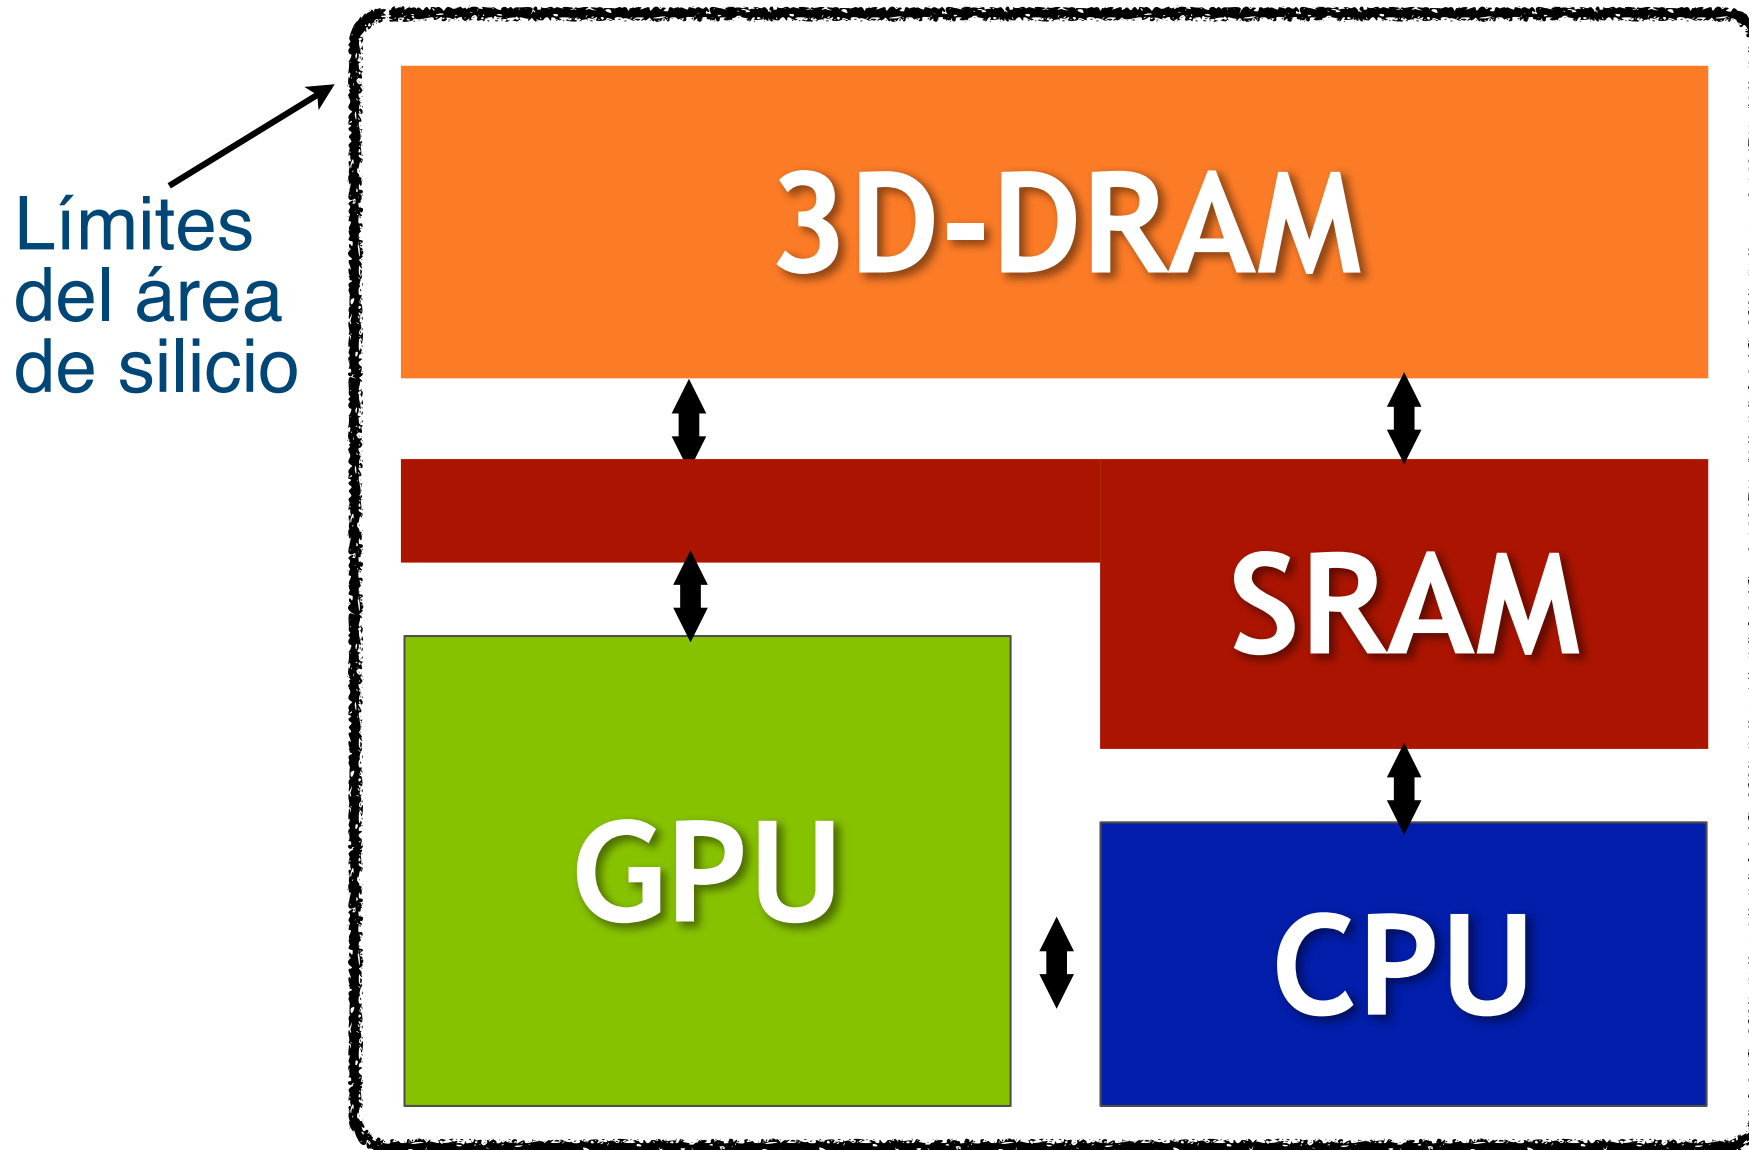 3D-DRAM
Límites
del área
de silicio
SRAM
GPU
CPU